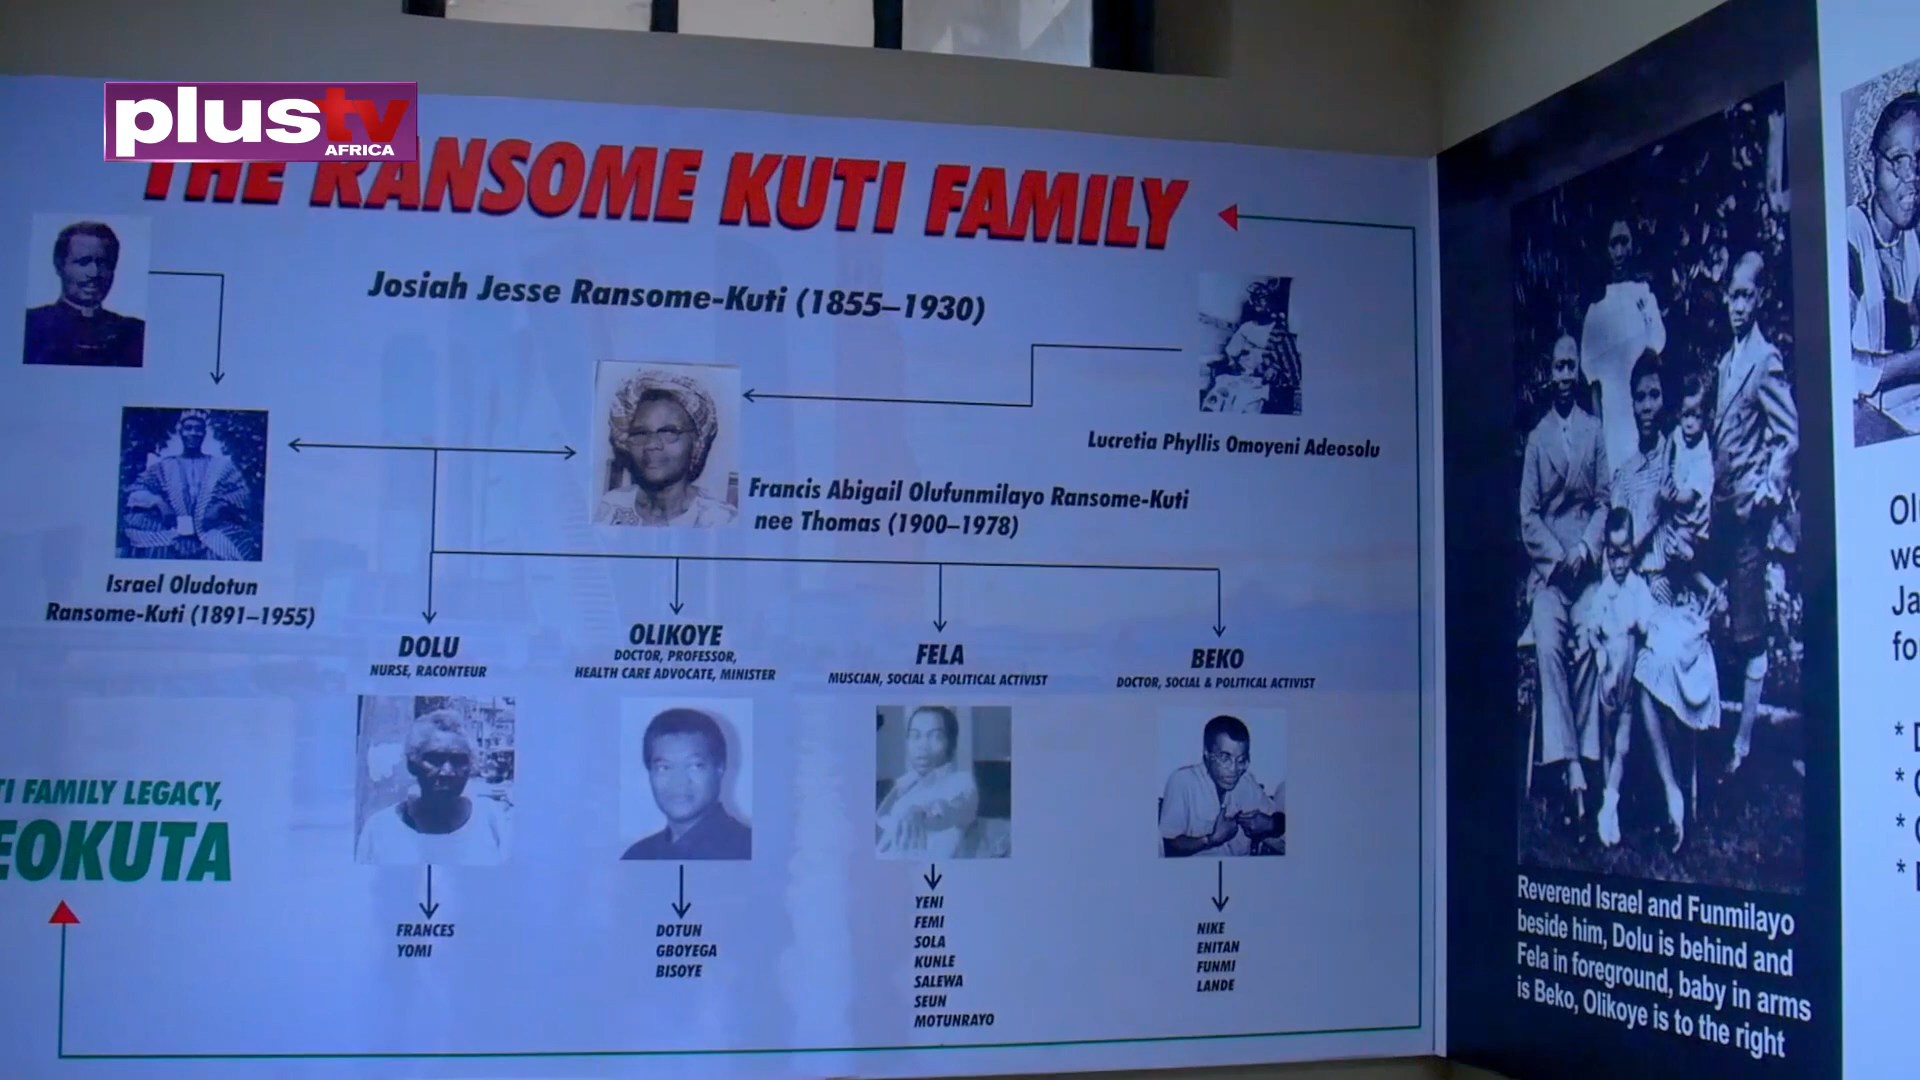 plustv
AFRICA
THE RANSOME KUTI FAMILY
Josiah Jesse Ransome-Kuti (1855–1930)
Lucretia Phyllis Omoyeni Adeosolu
Francis Abigail Olufunmilayo Ransome-Kuti
nee Thomas (1900–1978)
Israel Oludotun
Ransome-Kuti (1891–1955)
DOLU
NURSE, RACONTEUR
OLIKOYE
DOCTOR, PROFESSOR,
HEALTH CARE ADVOCATE, MINISTER
FELA
MUSCIAN, SOCIAL & POLITICAL ACTIVIST
BEKO
DOCTOR, SOCIAL & POLITICAL ACTIVIST
FRANCES
YOMI
DOTUN
GBOYEGA
BISOYE
YENI
FEMI
SOLA
KUNLE
SALEWA
SEUN
MOTUNRAYO
NIKE
ENITAN
FUNMI
LANDE
FAMILY LEGACY,
EOKUTA
Reverend Israel and Funmilayo
beside him, Dolu is behind and
Fela in foreground, baby in arms
is Beko, Olikoye is to the right
Ol
we
Ja
fo